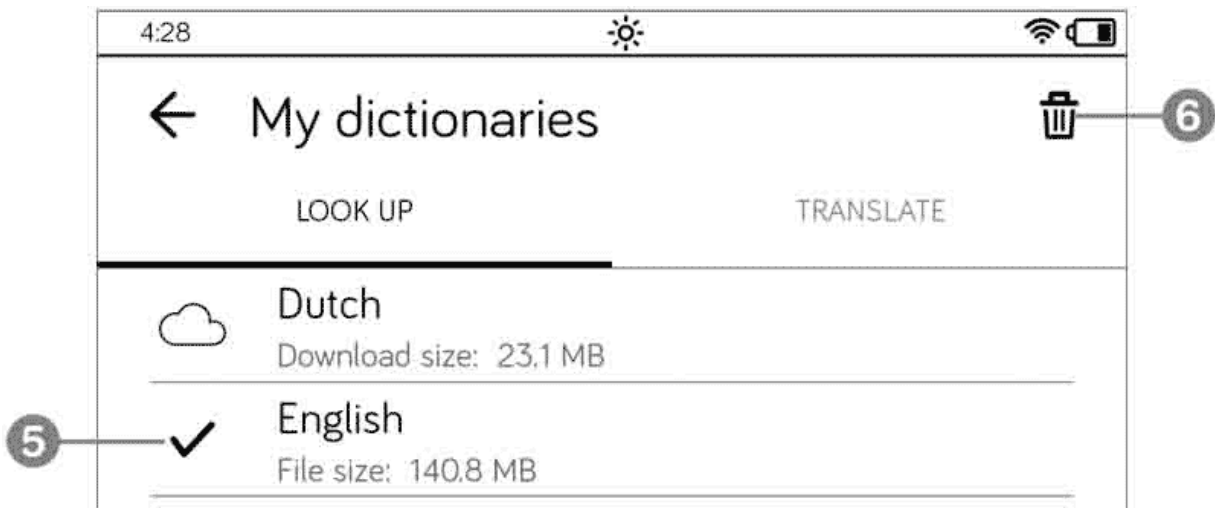 4:28
My dictionaries
6
LOOK UP
TRANSLATE
Dutch
Download size: 23.1 MB
5
English
File size: 140.8 MB